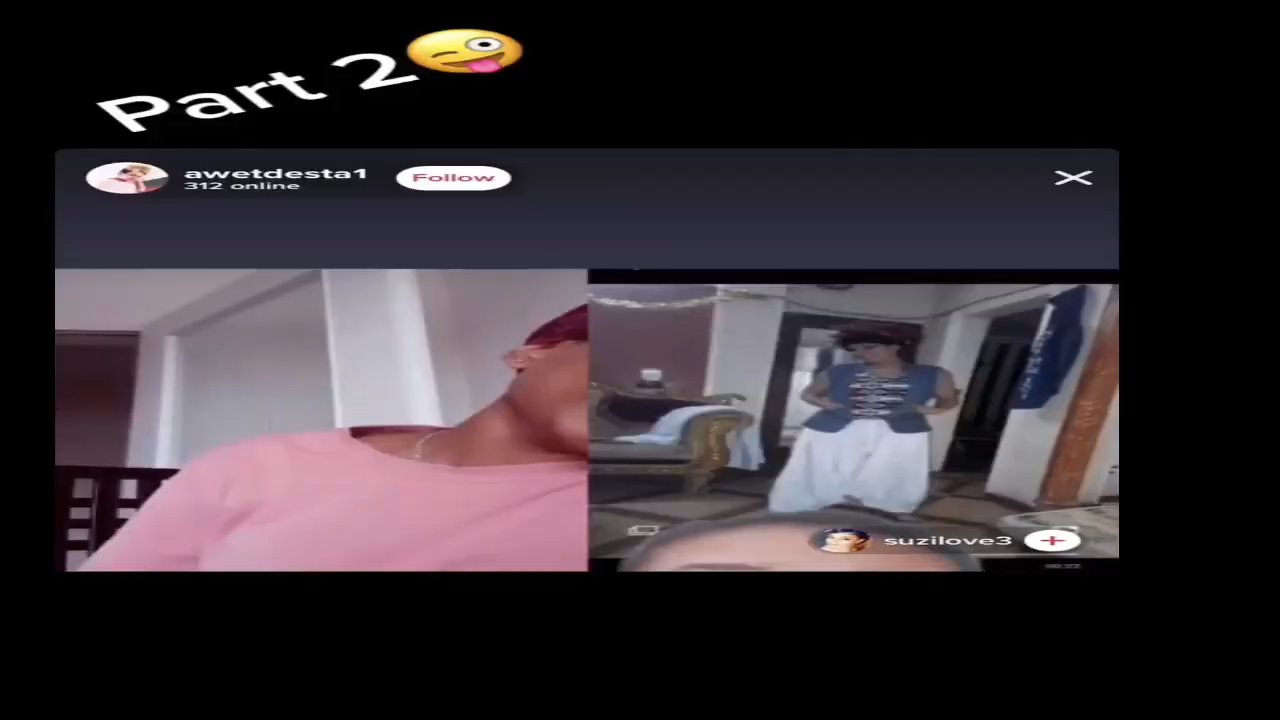 Part 2😜
awetdesta1
312 online
Follow
suzilove3